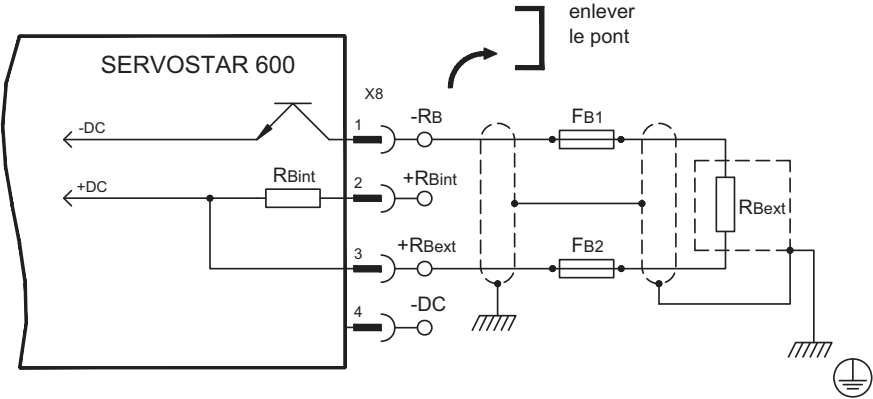 enlever
le pont
SERVOSTAR 600
X8
-DC
1
-RB
FB1
+DC
RBint
2
+RBint
RBext
3
+RBext
FB2
4
-DC